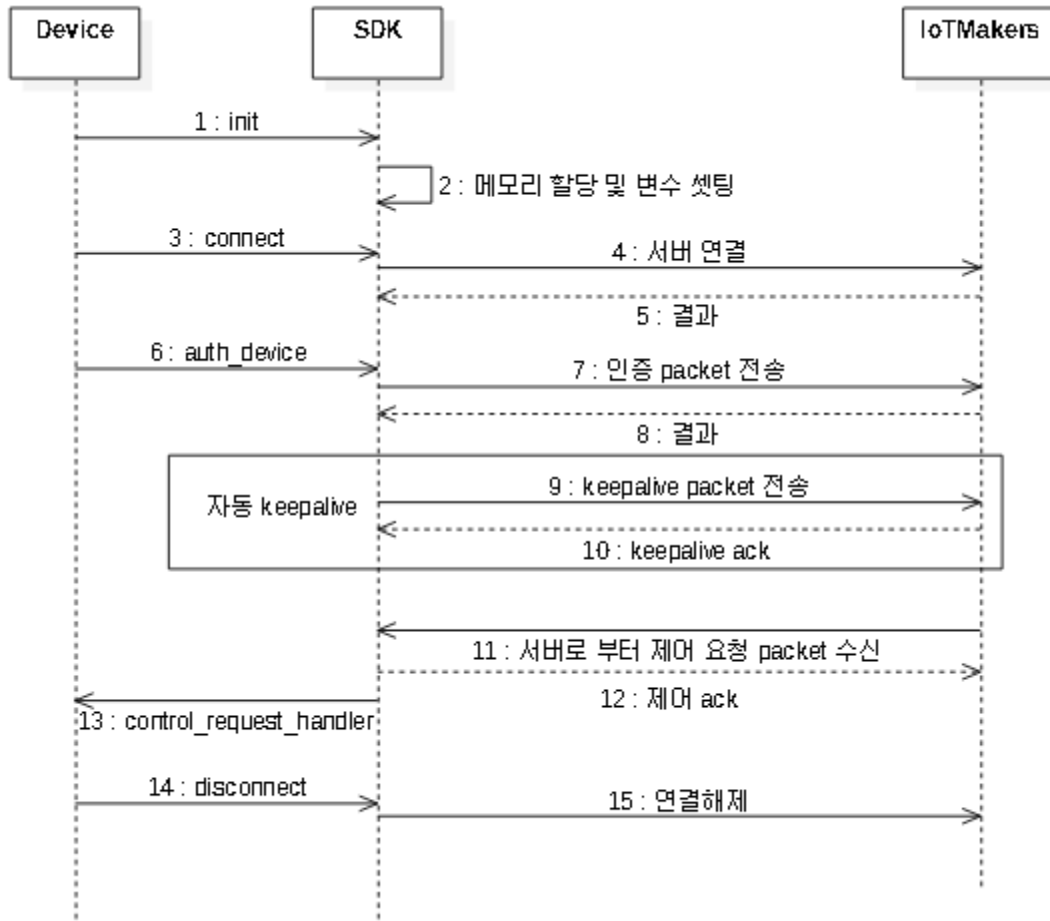 Device
SDK
IoTMakers
1 : init
2 : 메모리 할당 및 변수 셋팅
3 : connect
4 : 서버 연결
5 : 결과
6 : auth_device
7 : 인증 packet 전송
8 : 결과
자동 keepalive
9 : keepalive packet 전송
10 : keepalive ack
11 : 서버로 부터 제어 요청 packet 수신
12 : 제어 ack
13 : control_request_handler
14 : disconnect
15 : 연결해제